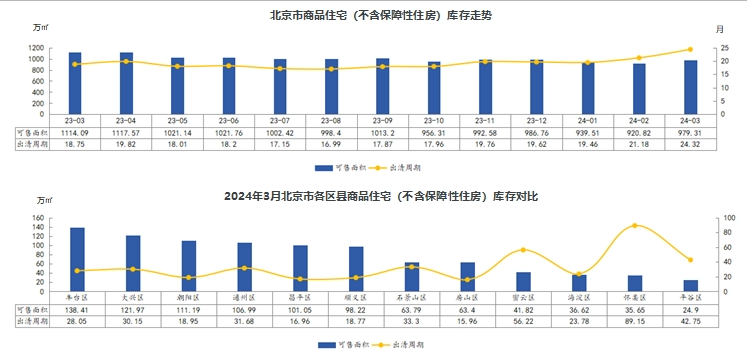 北京市商品住宅（不含保障性住房）库存走势
万㎡ 月
1200 25
1000 20
800 15
600
400 10
200 5
0 0
23-03 23-04 23-05 23-06 23-07 23-08 23-09 23-10 23-11 23-12 24-01 24-02 24-03
可售面积 1114.09 1117.57 1021.14 1021.76 1002.42 998.4 1013.2 956.31 992.58 986.76 939.51 920.82 979.31
出清周期 18.75 19.82 18.01 18.2 17.15 16.99 17.87 17.96 19.76 19.62 19.46 21.18 24.32
可售面积 出清周期
2024年3月北京市各区县商品住宅（不含保障性住房）库存对比
万㎡
160 100
140 80
120
100 60
80
60 40
40 20
20
0 0
丰台区 大兴区 朝阳区 通州区 昌平区 顺义区 石景山区 房山区 密云区 海淀区 怀柔区 平谷区
可售面积 138.41 121.97 111.19 106.99 101.05 98.22 63.79 63.4 41.82 36.62 35.65 24.9
出清周期 28.05 30.15 18.95 31.68 16.96 18.77 33.3 15.96 56.22 23.78 89.15 42.75
可售面积 出清周期